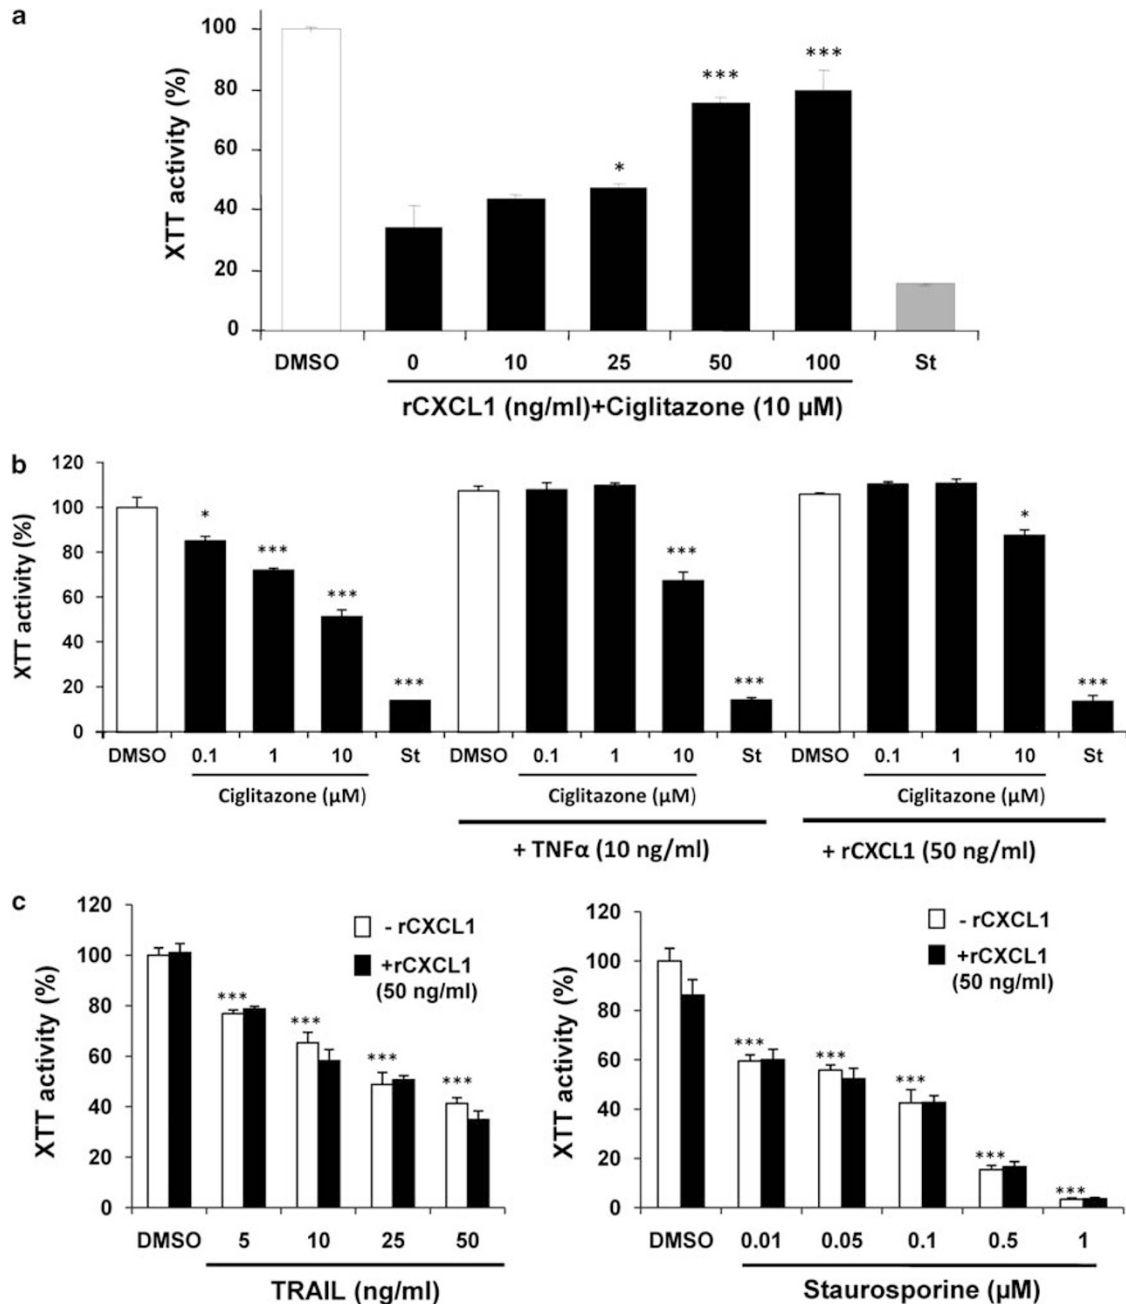 a
XTT activity (%)
100
80
60
40
20
0
*
***
***
DMSO 0 10 25 50 100 St
rCXCL1 (ng/ml)+Ciglitazone (10 µM)
b
XTT activity (%)
120
100
80
60
40
20
0
* *** *** *** *** *** * ***
DMSO 0.1 1 10 St DMSO 0.1 1 10 St DMSO 0.1 1 10 St
Ciglitazone (µM) Ciglitazone (µM) Ciglitazone (µM)
+ TNFα (10 ng/ml) + rCXCL1 (50 ng/ml)
c
XTT activity (%)
120
100
80
60
40
20
0
- rCXCL1
+rCXCL1
(50 ng/ml)
*** *** *** ***
DMSO 5 10 25 50
TRAIL (ng/ml)
XTT activity (%)
120
100
80
60
40
20
0
- rCXCL1
+rCXCL1
(50 ng/ml)
*** *** *** *** ***
DMSO 0.01 0.05 0.1 0.5 1
Staurosporine (µM)